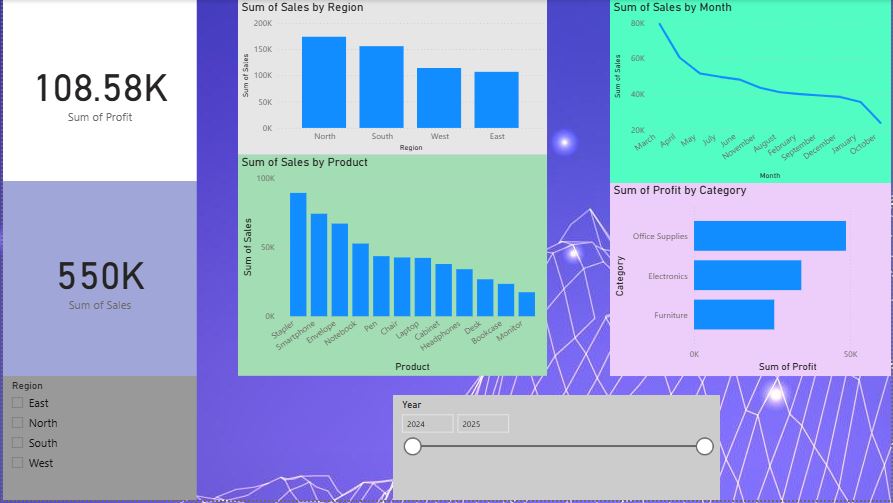 108.58K
Sum of Profit
550K
Sum of Sales
Region
East
North
South
West
Sum of Sales by Region
Sum of Sales
200K
150K
100K
50K
0K
North South West East
Region
Sum of Sales by Product
Sum of Sales
100K
50K
0K
Stapler Smartphone Envelope Notebook Pen Chair Laptop Cabinet Headphones Desk Bookcase Monitor
Product
Sum of Sales by Month
Sum of Sales
80K
60K
40K
20K
March April May July June November August February September December January October
Month
Sum of Profit by Category
Category
Office Supplies
Electronics
Furniture
0K 50K
Sum of Profit
Year
2024 2025